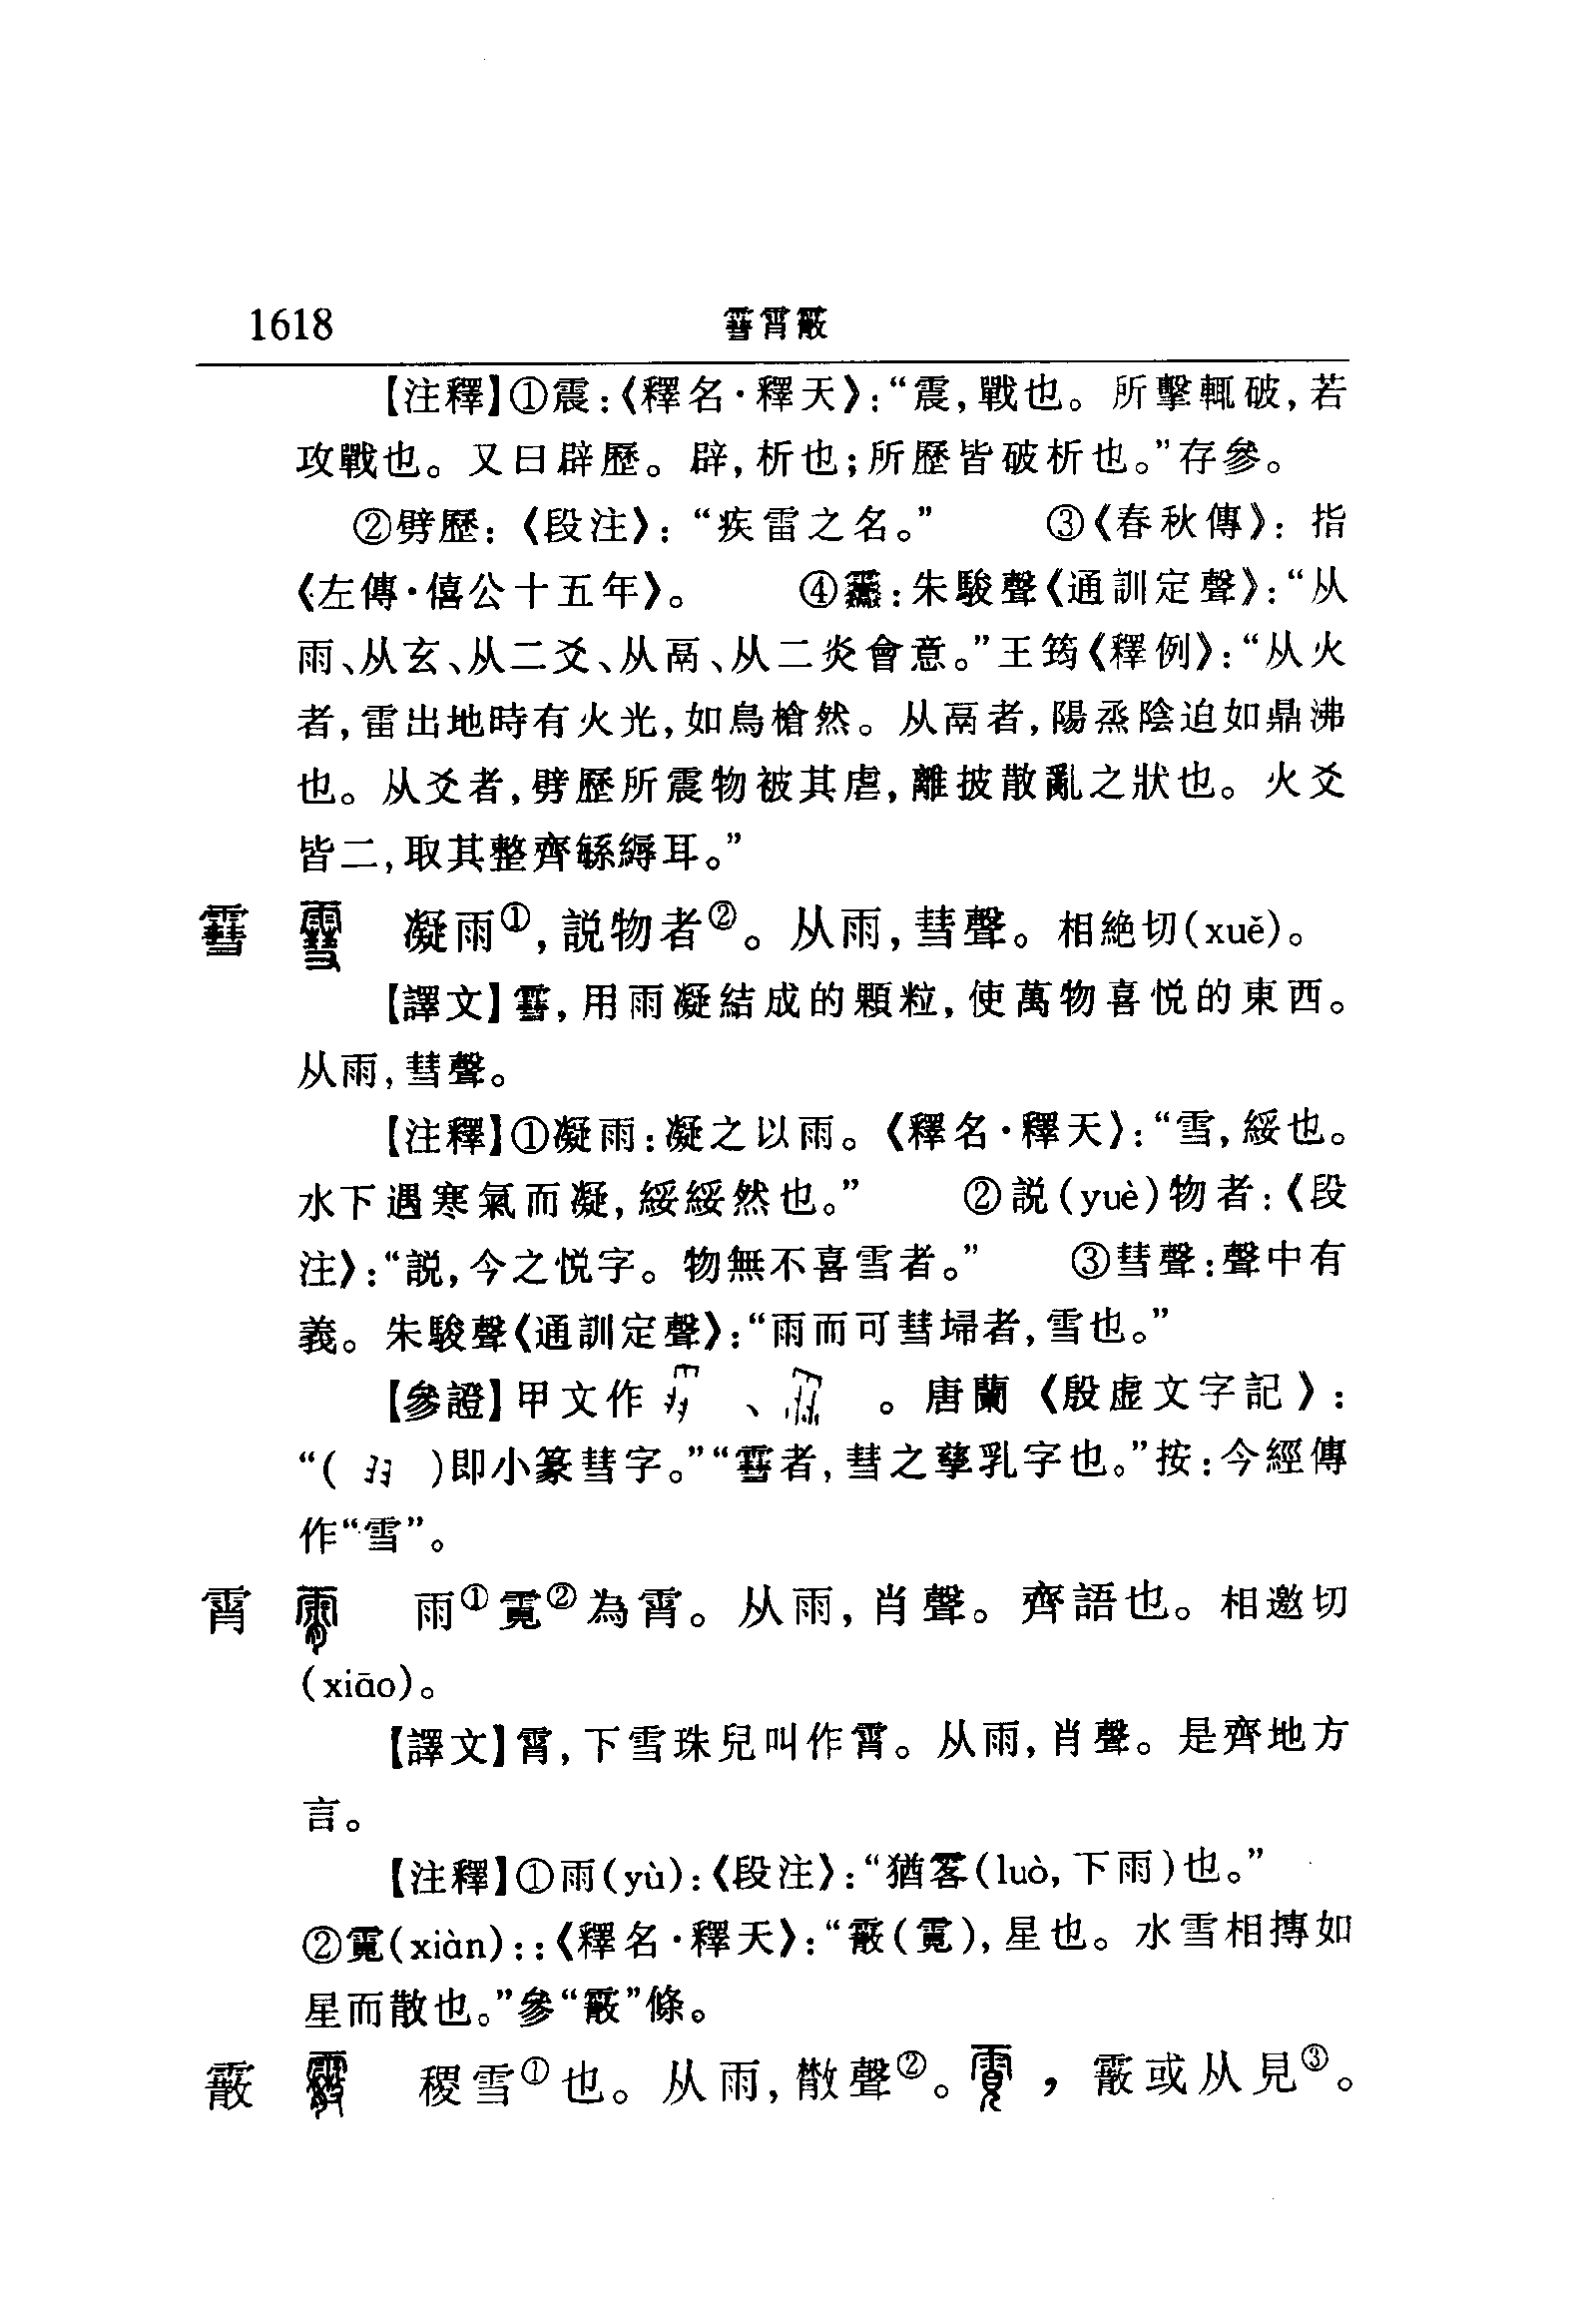 1618 䨮霄霰
【注釋】①震:《釋名·釋天》:“震,戰也。所擊輒破,若
攻戰也。又曰辟歷。辟,析也;所歷皆破析也。”存參。
②劈歷:《段注》:“疾雷之名。” ③《春秋傳》:指
《左傳·僖公十五年》。 ④:朱駿聲《通訓定聲》:“从
雨、从玄、从二爻、从鬲、从二炎會意。”王筠《釋例》:“从火
者,雷出地時有火光,如鳥槍然。从鬲者,陽烝陰迫如鼎沸
也。从爻者,劈歷所震物被其虐,離披散亂之狀也。火爻
皆二,取其整齊緐縟耳。”
䨮 凝雨①,説物者②。从雨,彗聲。相絶切(xuě)。
【譯文】䨮,用雨凝結成的顆粒,使萬物喜悦的東西。
从雨,彗聲。
【注釋】①凝雨:凝之以雨。《釋名·釋天》:“雪,綏也。
水下遇寒氣而凝,綏綏然也。” ②説(yuè)物者:《段
注》:“説,今之悦字。物無不喜雪者。” ③彗聲:聲中有
義。朱駿聲《通訓定聲》:“雨而可彗埽者,雪也。”
【參證】甲文作 、 。唐蘭《殷虚文字記》:
“( )即小篆彗字。”“䨮者,彗之孳乳字也。”按:今經傳
作“雪”。
霄 雨①䨘②為霄。从雨,肖聲。齊語也。相邀切
(xiāo)。
【譯文】霄,下雪珠兒叫作霄。从雨,肖聲。是齊地方
言。
【注釋】①雨(yù):《段注》:“猶䨩(luò,下雨)也。”
②䨘(xiàn)::《釋名·釋天》:“霰(䨘),星也。水雪相搏如
星而散也。”參“霰”條。
霰 稷雪①也。从雨,㪔聲②。 ,霰或从見③。